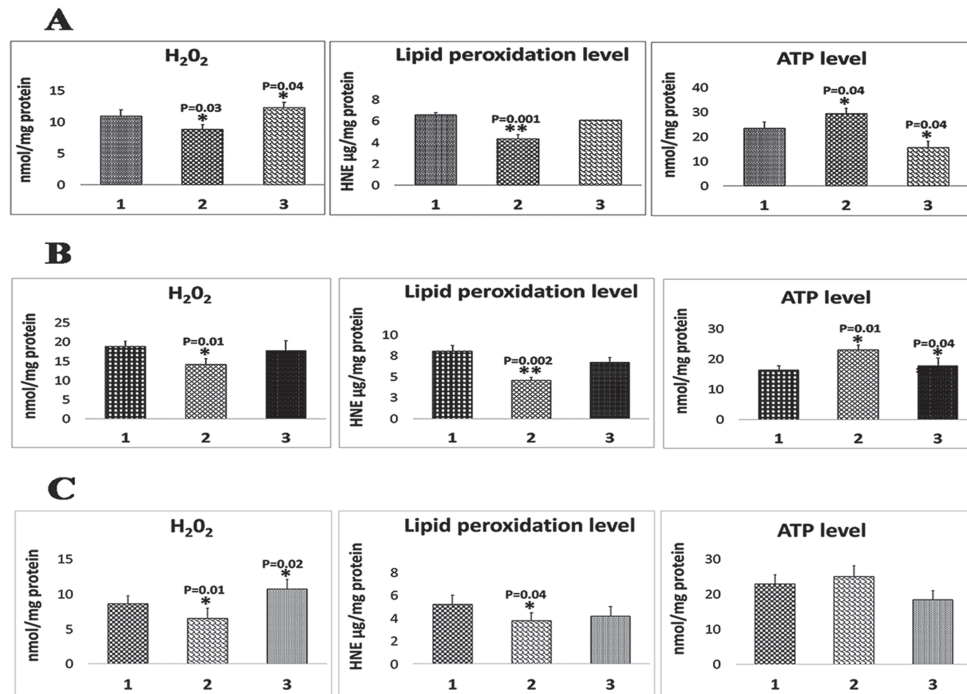 A
H₂0₂
nmol/mg protein
15
10
5
0
P=0.03
*
P=0.04
*
1 2 3
Lipid peroxidation level
HNE µg/mg protein
8
6
4
2
0
P=0.001
**
1 2 3
ATP level
nmol/mg protein
40
30
20
10
0
P=0.04
*
P=0.04
*
1 2 3
B
H₂0₂
nmol/mg protein
25
20
15
10
5
0
P=0.01
*
1 2 3
Lipid peroxidation level
HNE µg/mg protein
10
8
6
5
3
0
P=0.002
**
1 2 3
ATP level
nmol/mg protein
30
20
10
0
P=0.01
*
P=0.04
*
1 2 3
C
H₂0₂
nmol/mg protein
15
10
5
0
P=0.01
*
P=0.02
*
1 2 3
Lipid peroxidation level
HNE µg/mg protein
8
6
4
2
0
P=0.04
*
1 2 3
ATP level
nmol/mg protein
30
20
10
0
1 2 3